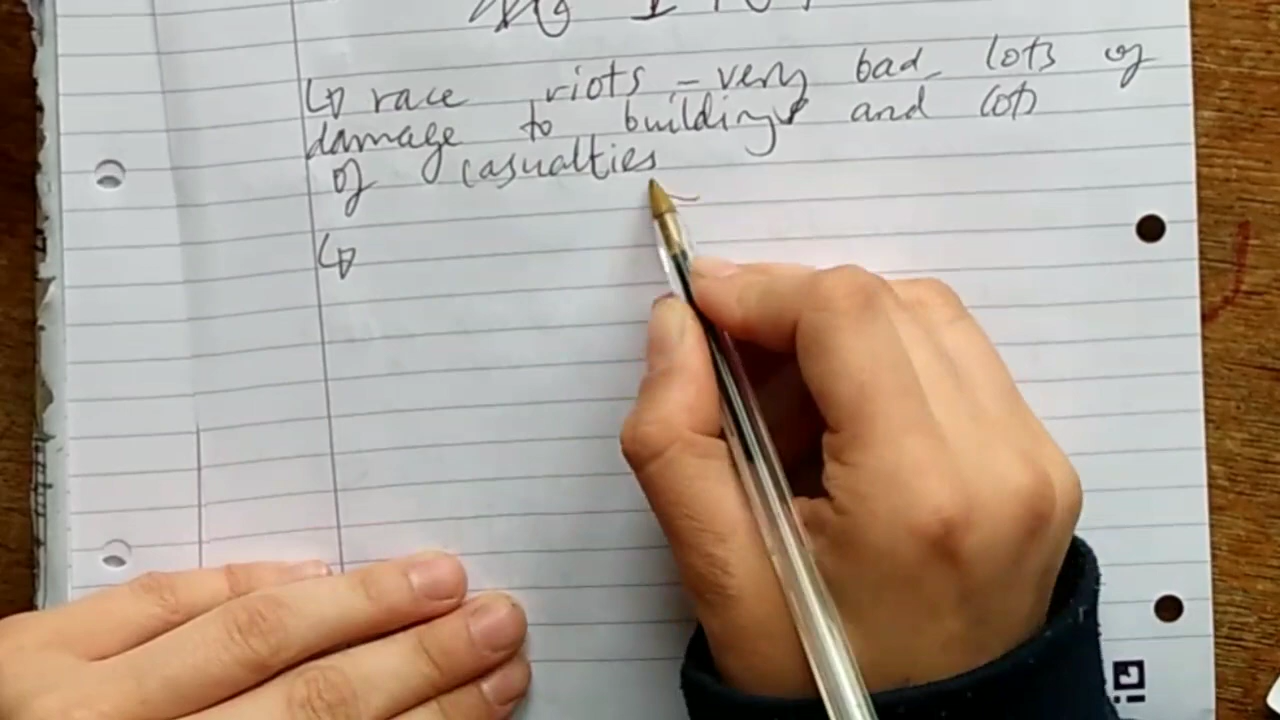 ↳ race riots - very bad, lots of
damage to buildings and lots
of casualties
↳